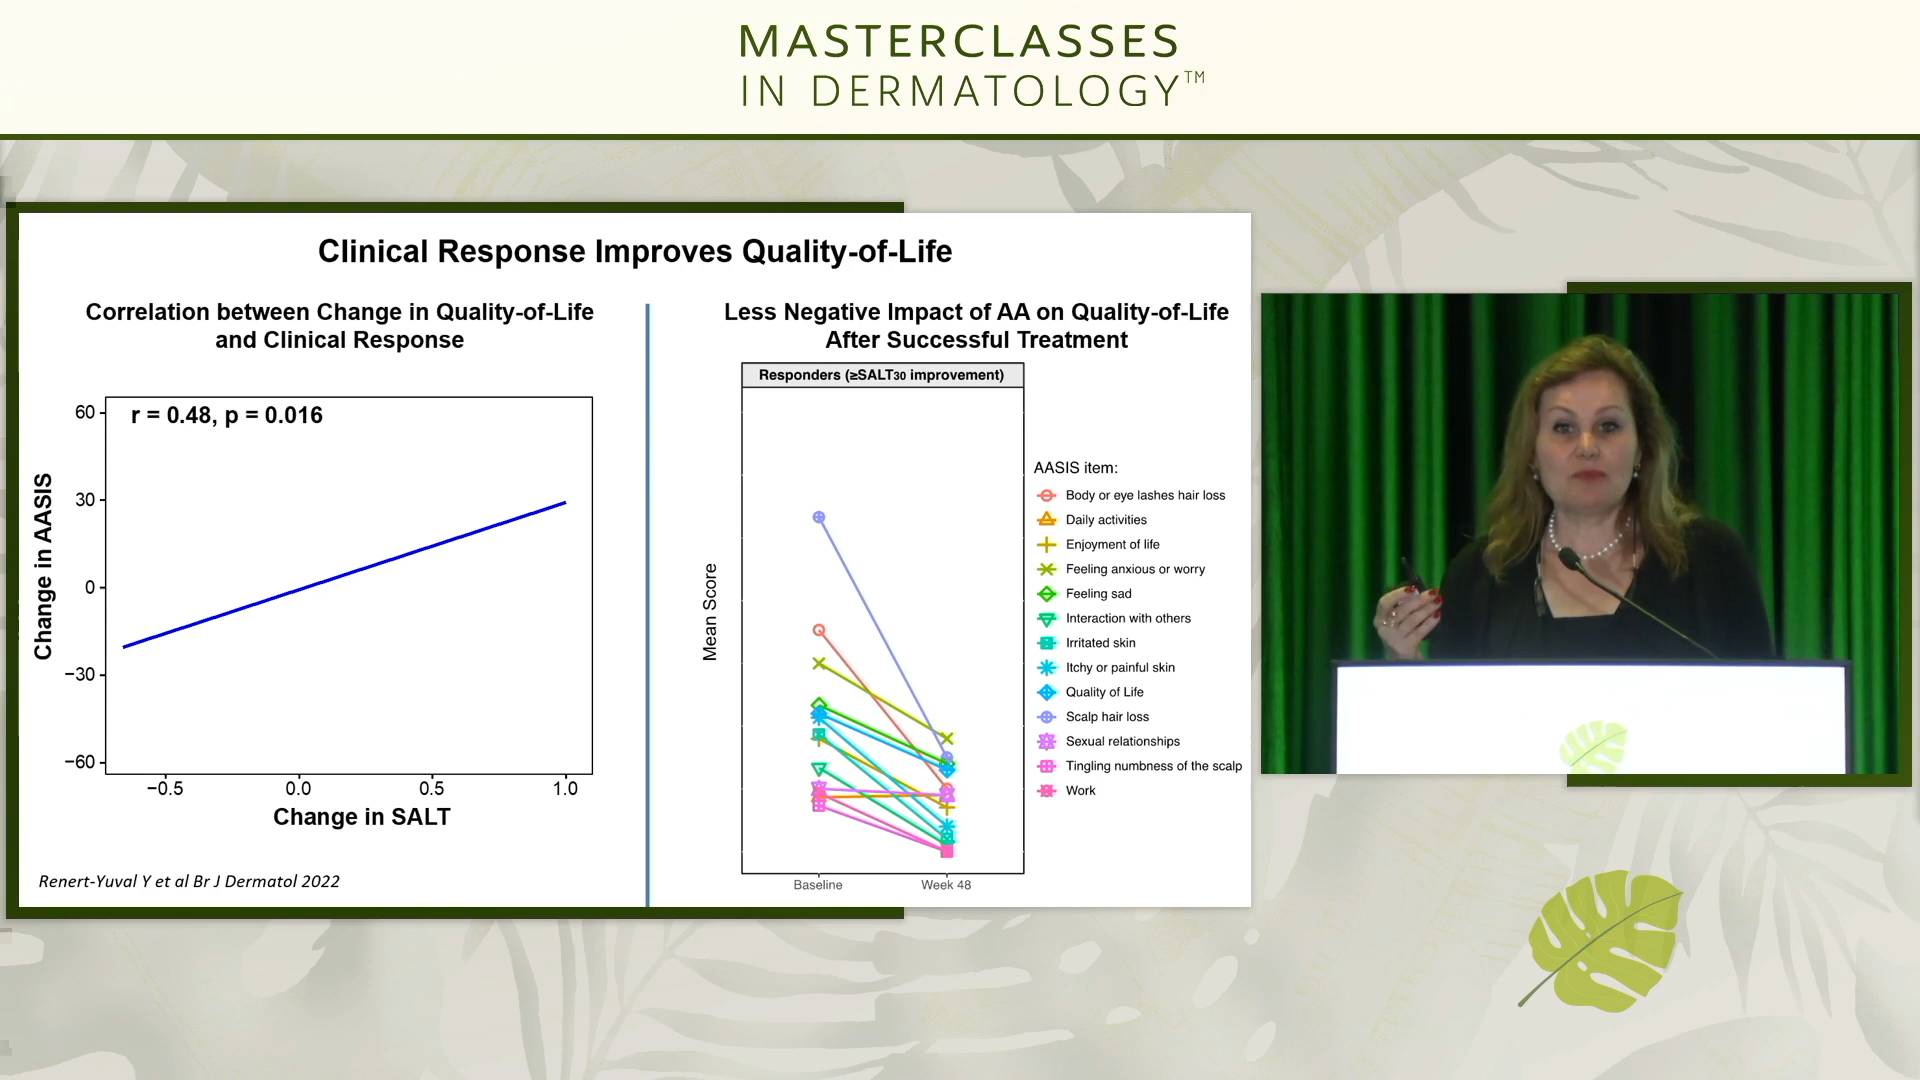 MASTERCLASSES
IN DERMATOLOGY™
Clinical Response Improves Quality-of-Life
Correlation between Change in Quality-of-Life
and Clinical Response
r = 0.48, p = 0.016
60
30
0
−30
−60
Change in AASIS
−0.5 0.0 0.5 1.0
Change in SALT
Renert-Yuval Y et al Br J Dermatol 2022
Less Negative Impact of AA on Quality-of-Life
After Successful Treatment
Responders (≥SALT30 improvement)
Mean Score
Baseline Week 48
AASIS item:
Body or eye lashes hair loss
Daily activities
Enjoyment of life
Feeling anxious or worry
Feeling sad
Interaction with others
Irritated skin
Itchy or painful skin
Quality of Life
Scalp hair loss
Sexual relationships
Tingling numbness of the scalp
Work